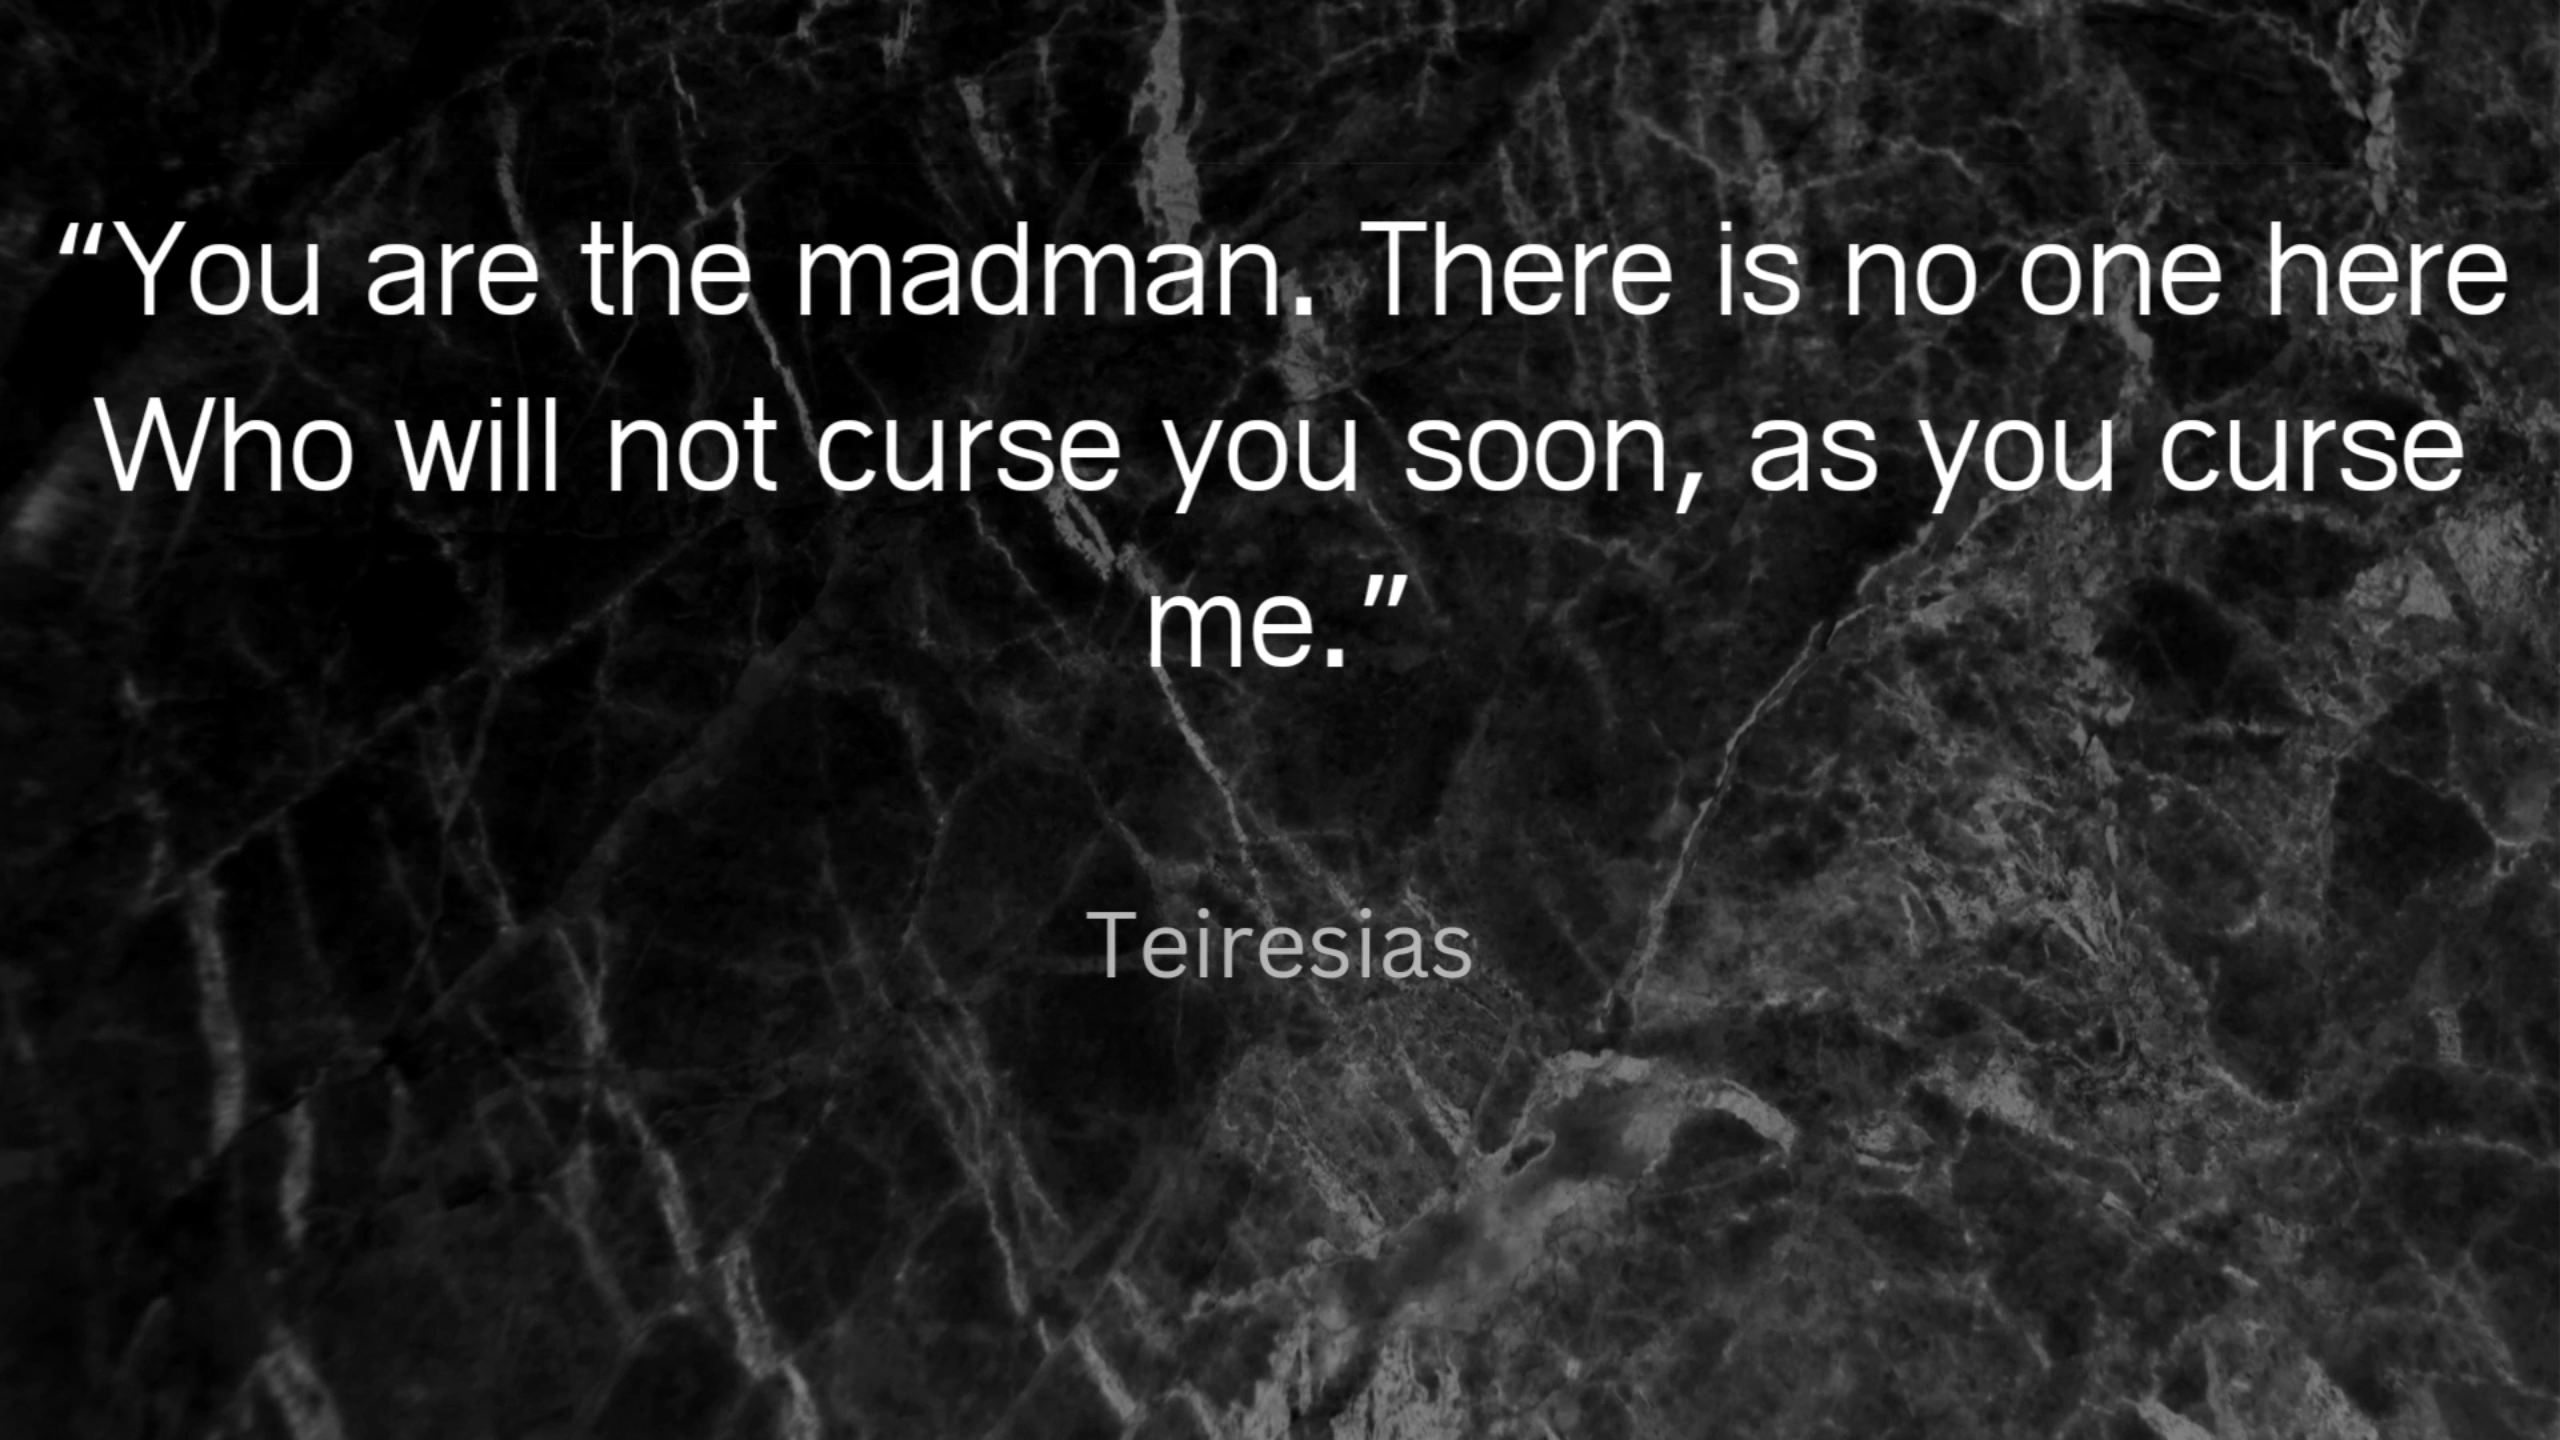 “You are the madman. There is no one here
Who will not curse you soon, as you curse
me.”
Teiresias